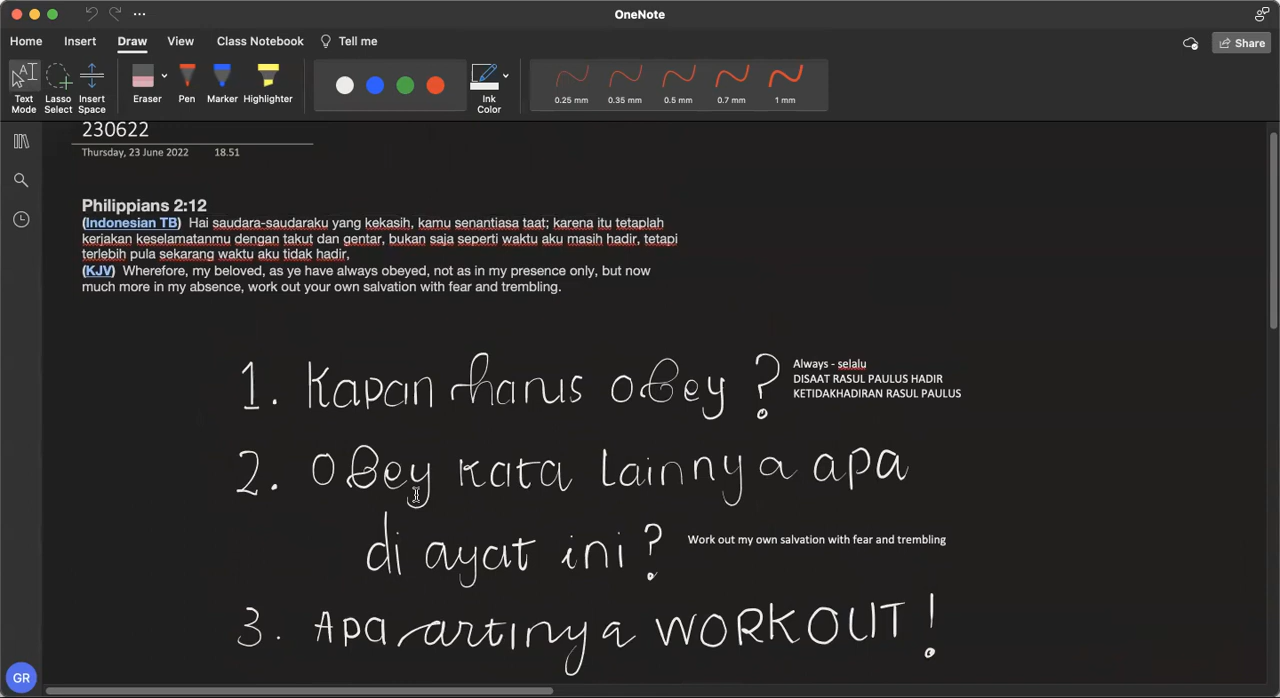 OneNote
Home Insert Draw View Class Notebook Tell me
Share
Text Mode
Lasso Select
Insert Space
Eraser
Pen
Marker
Highlighter
Ink Color
0.25 mm 0.35 mm 0.5 mm 0.7 mm 1 mm
230622
Thursday, 23 June 2022 18.51
Philippians 2:12
(Indonesian TB) Hai saudara-saudaraku yang kekasih, kamu senantiasa taat; karena itu tetaplah
kerjakan keselamatanmu dengan takut dan gentar, bukan saja seperti waktu aku masih hadir, tetapi
terlebih pula sekarang waktu aku tidak hadir,
(KJV) Wherefore, my beloved, as ye have always obeyed, not as in my presence only, but now
much more in my absence, work out your own salvation with fear and trembling.
1. Kapan harus obey ?
Always - selalu
DISAAT RASUL PAULUS HADIR
KETIDAKHADIRAN RASUL PAULUS
2. Obey kata lainnya apa
di ayat ini ?
Work out my own salvation with fear and trembling
3. Apa artinya WORKOUT !
GR